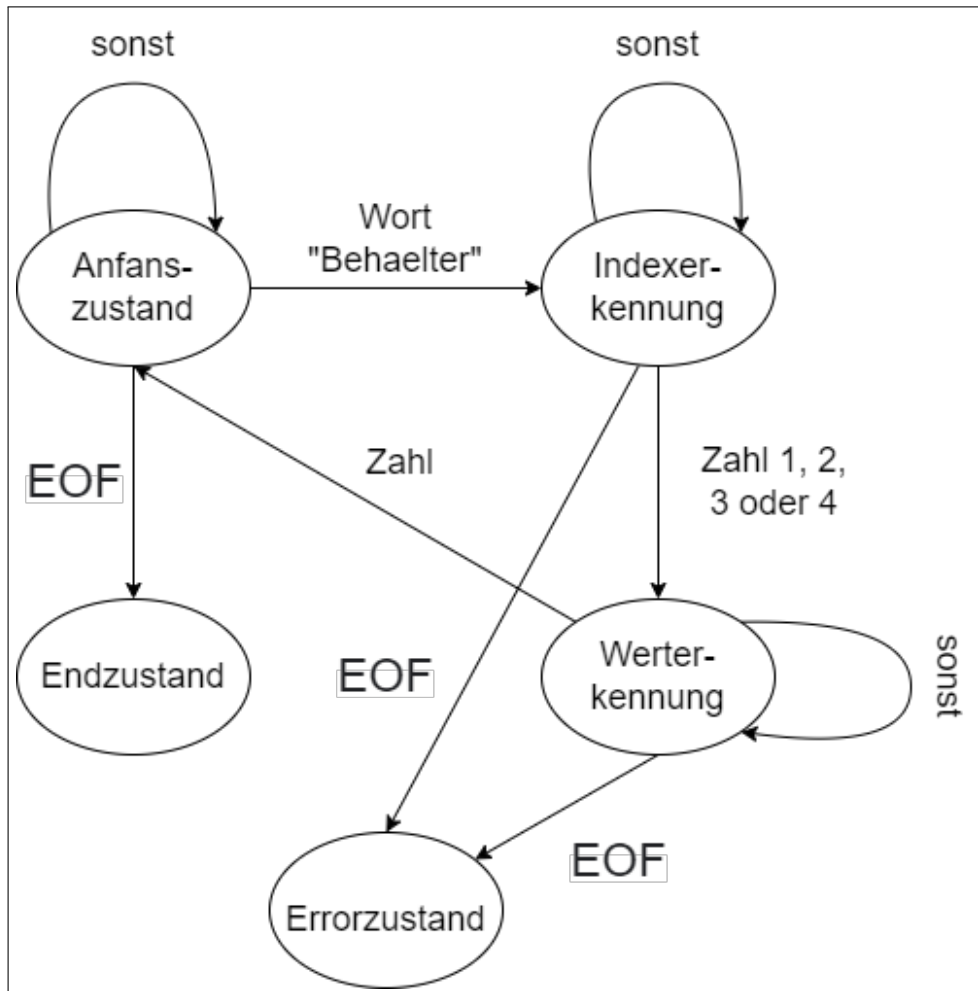 sonst
sonst
Wort
"Behaelter"
Anfans-
zustand
Indexer-
kennung
Zahl
Zahl 1, 2,
3 oder 4
EOF
Endzustand
EOF
Werter-
kennung
sonst
EOF
Errorzustand